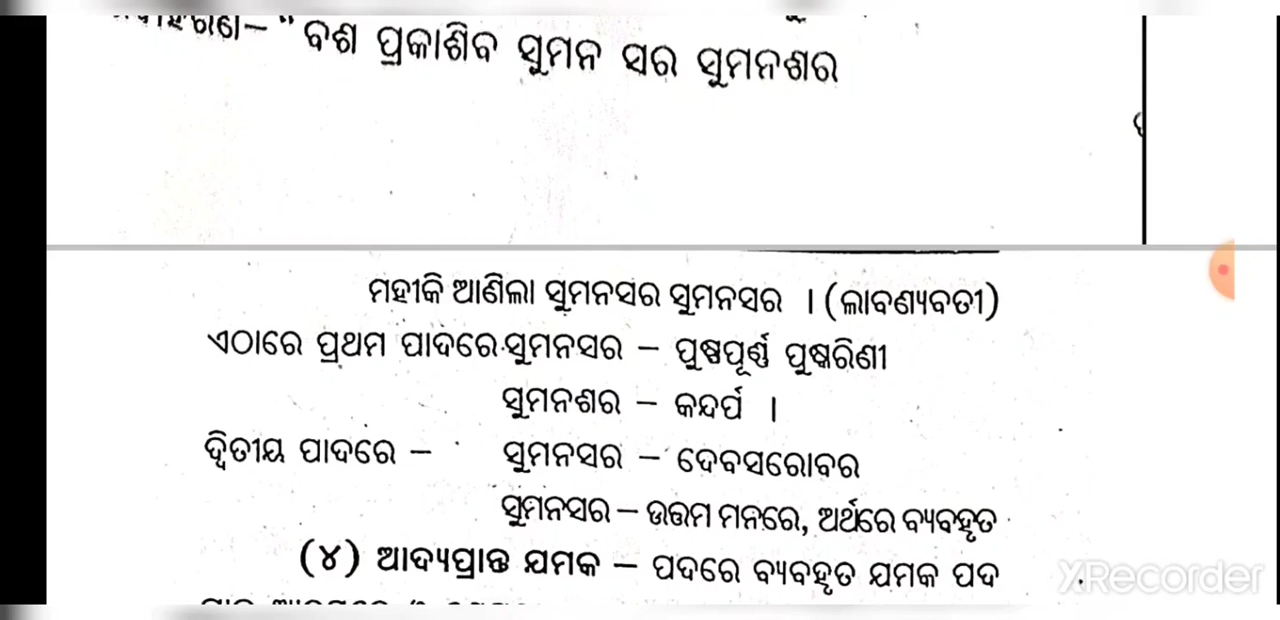 ବଶ ପ୍ରକାଶିବ ସୁମନ ସର ସୁମନଶର
ମହୀକି ଆଣିଲା ସୁମନସର ସୁମନସର । (ଲାବଣ୍ୟବତୀ)
ଏଠାରେ ପ୍ରଥମ ପାଦରେ ସୁମନସର – ପୁଷ୍ପପୂର୍ଣ୍ଣ ପୁଷ୍କରିଣୀ
ସୁମନଶର – କନ୍ଦର୍ପ ।
ଦ୍ୱିତୀୟ ପାଦରେ – ସୁମନସର – ଦେବସରୋବର
ସୁମନସର – ଉତ୍ତମ ମନରେ, ଅର୍ଥରେ ବ୍ୟବହୃତ
(୪) ଆଦ୍ୟପ୍ରାନ୍ତ ଯମକ – ପଦରେ ବ୍ୟବହୃତ ଯମକ ପଦ
XRecorder